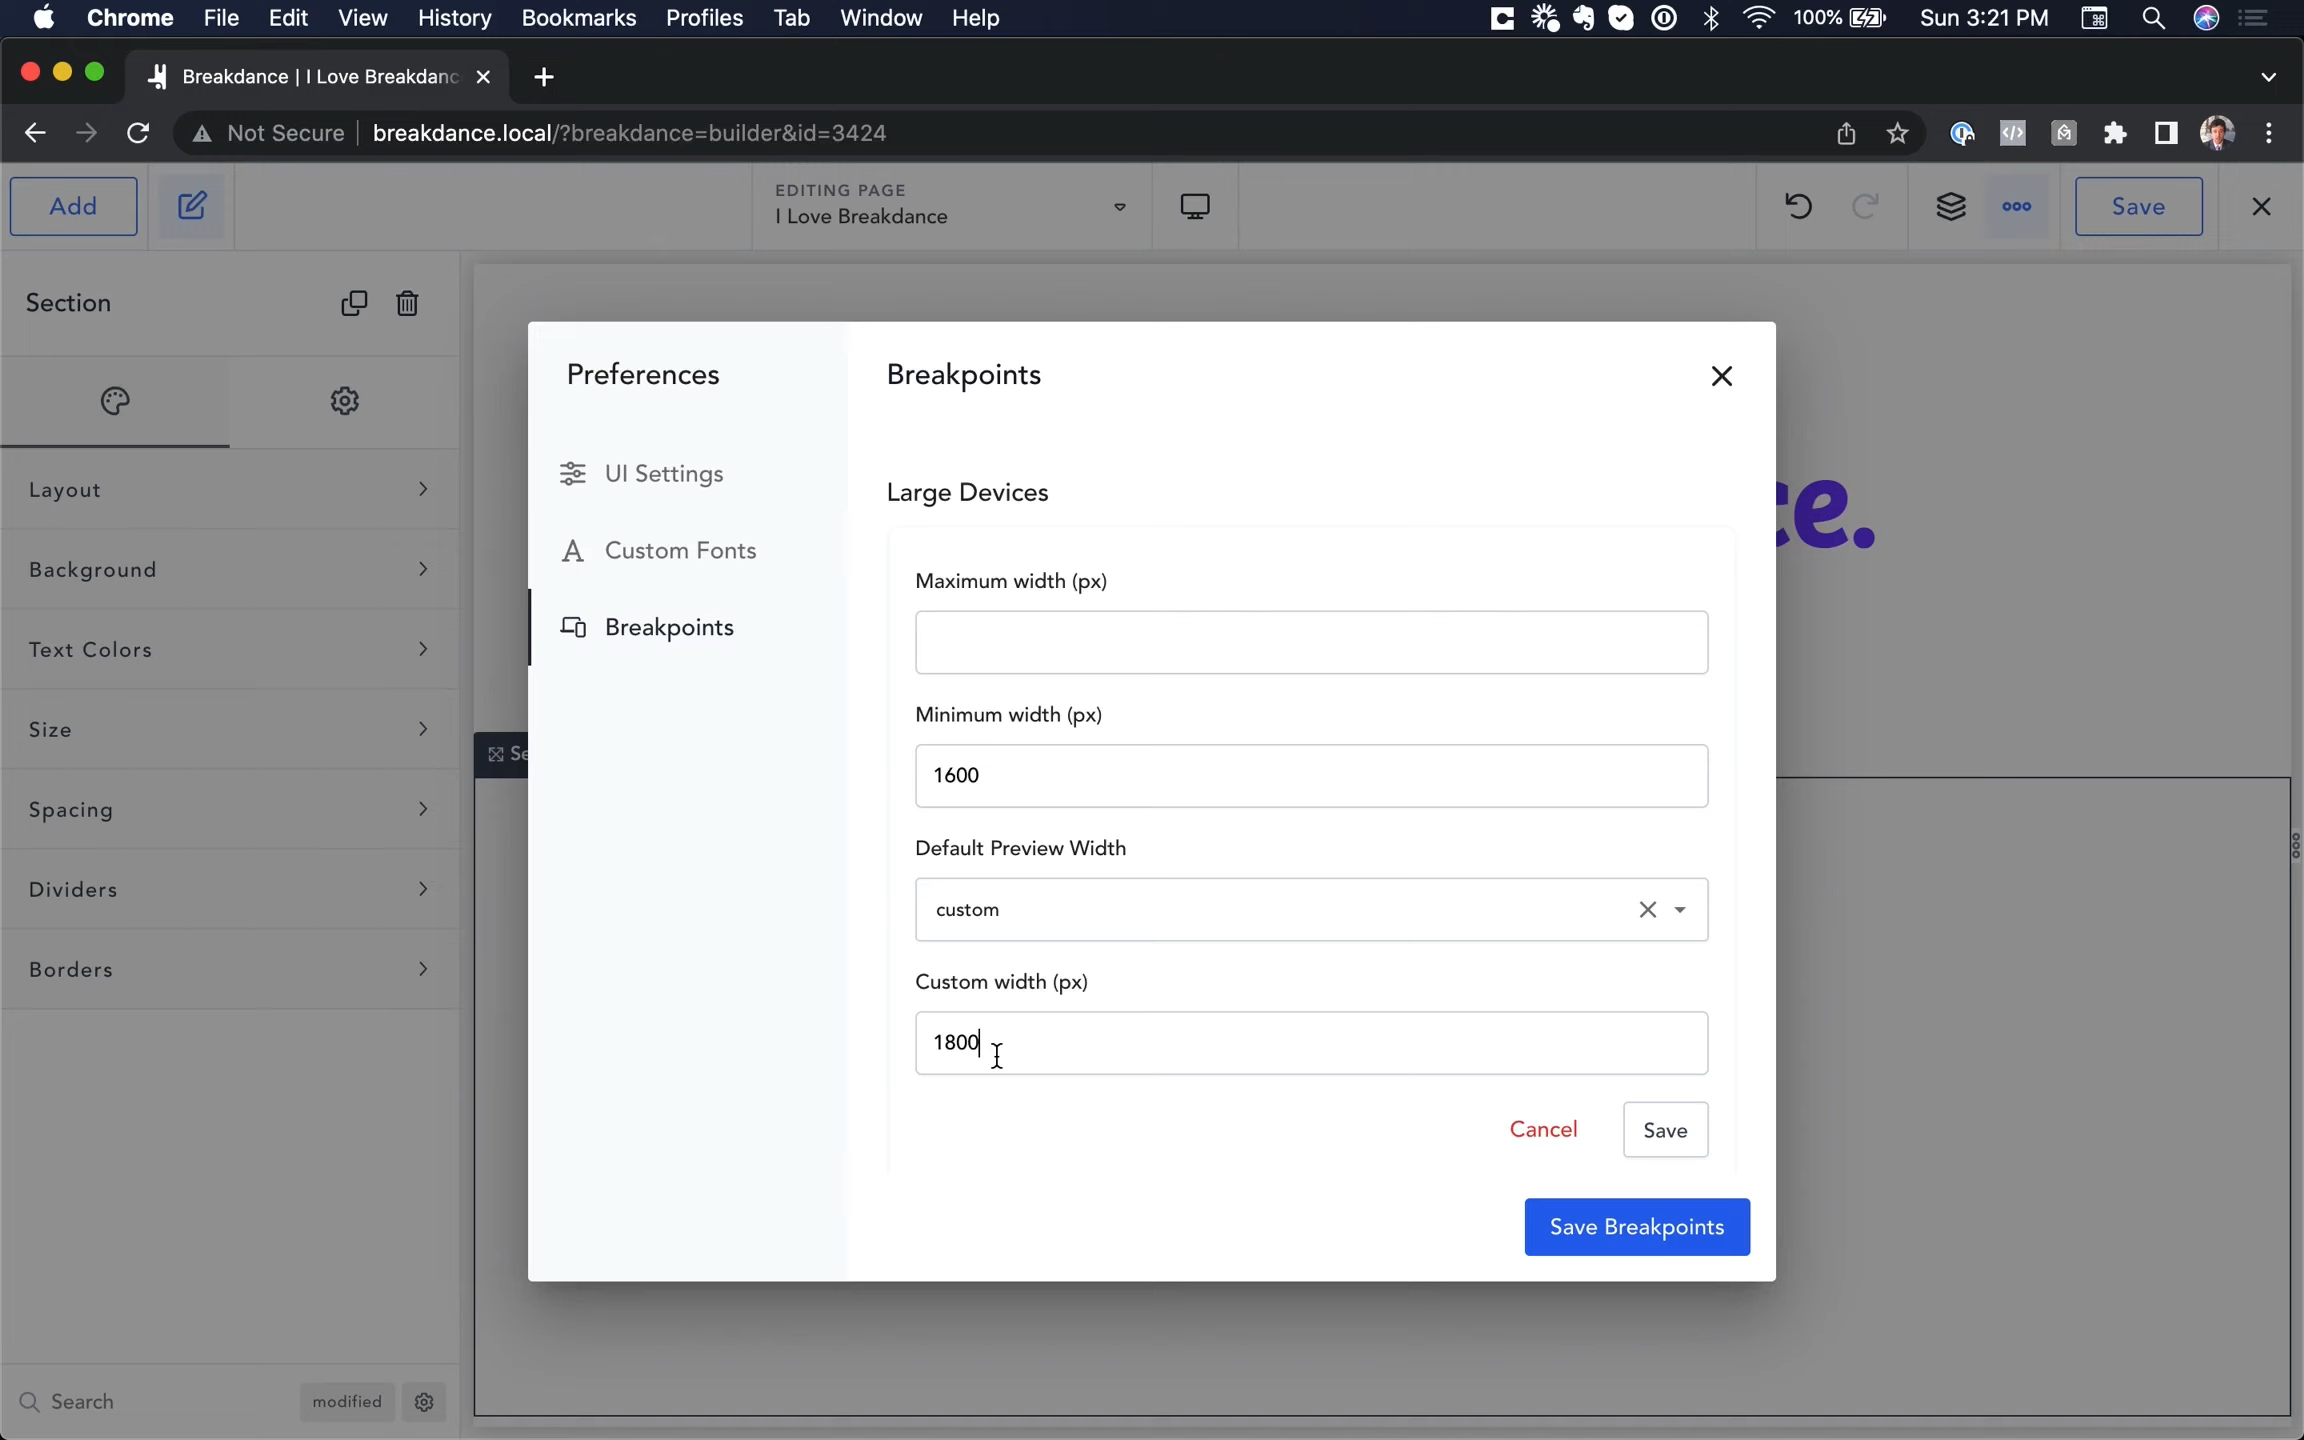 Chrome File Edit View History Bookmarks Profiles Tab Window Help 100% Sun 3:21 PM
Breakdance | I Love Breakdanc
Not Secure breakdance.local/?breakdance=builder&id=3424
Add
EDITING PAGE
I Love Breakdance
Save
Section
Layout
Background
Text Colors
Size
Spacing
Dividers
Borders
Search
modified
Se
ce.
Preferences
UI Settings
Custom Fonts
Breakpoints
Breakpoints
Large Devices
Maximum width (px)
Minimum width (px)
1600
Default Preview Width
custom
Custom width (px)
1800
Cancel Save
Save Breakpoints